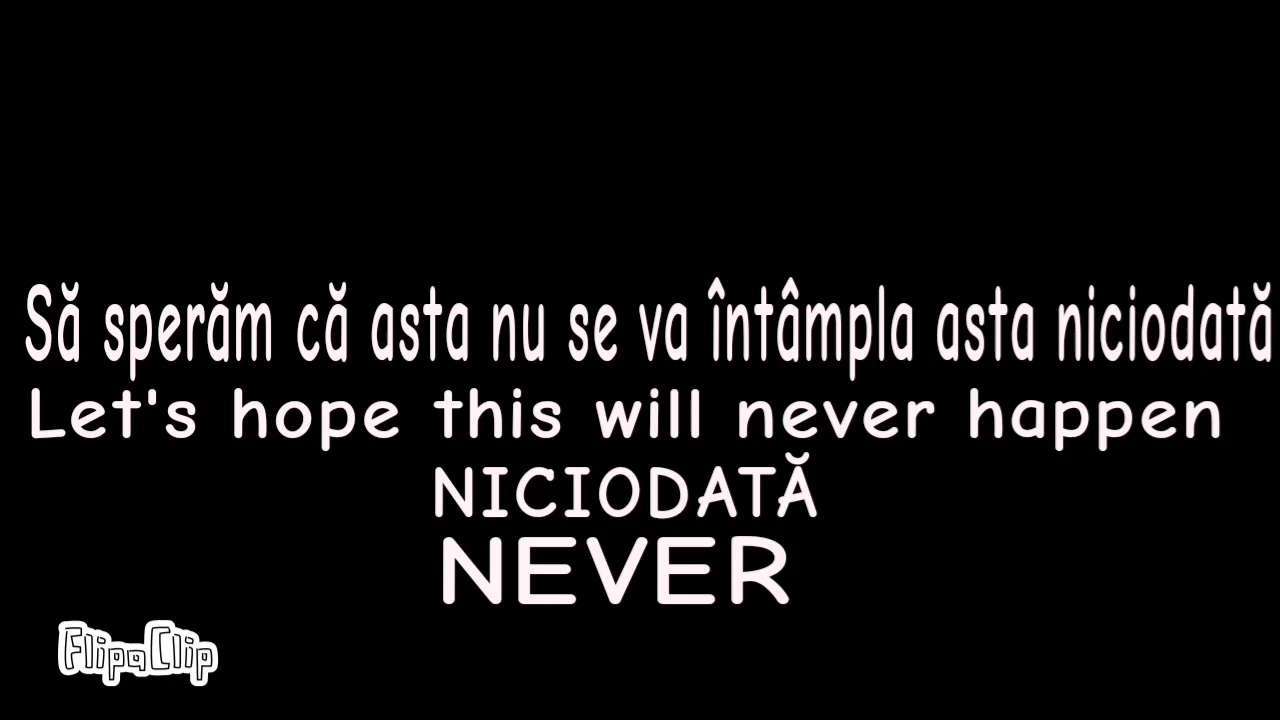 Să sperăm că asta nu se va întâmpla asta niciodată
Let's hope this will never happen
NICIODATĂ
NEVER
FlipaClip